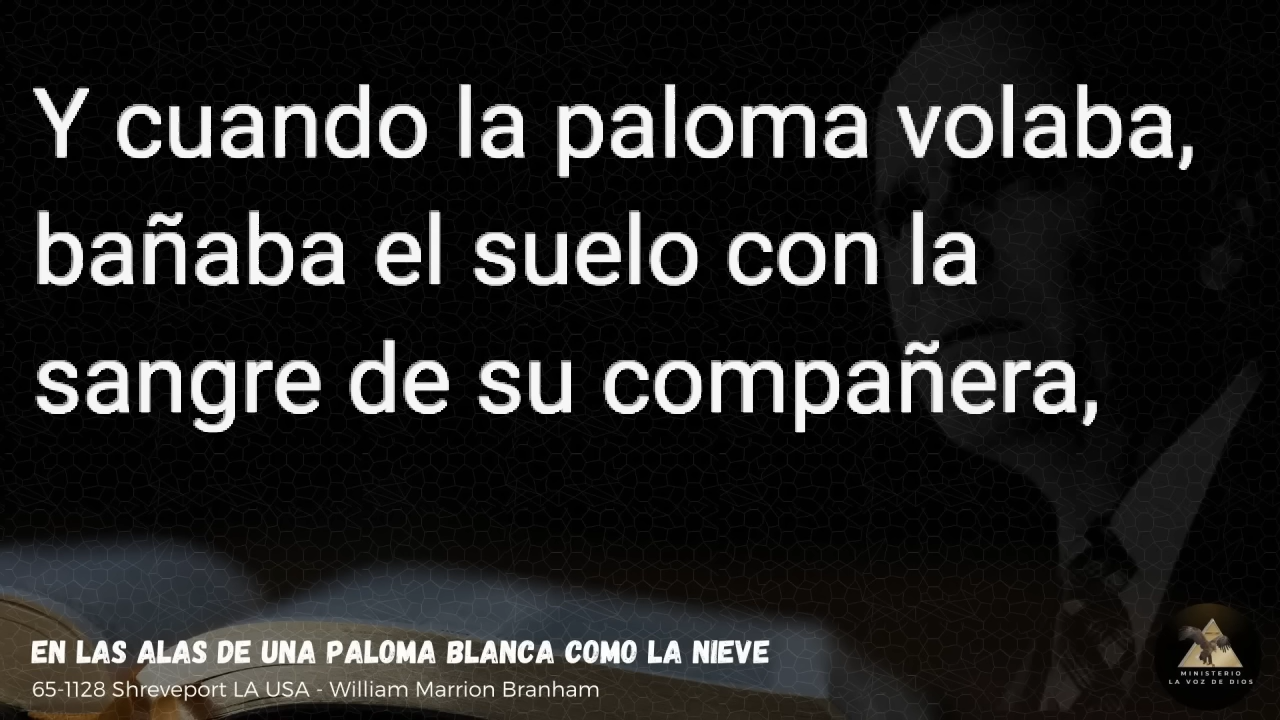 Y cuando la paloma volaba,
bañaba el suelo con la
sangre de su compañera,
EN LAS ALAS DE UNA PALOMA BLANCA COMO LA NIEVE
65-1128 Shreveport LA USA - William Marrion Branham
MINISTERIO
LA VOZ DE DIOS